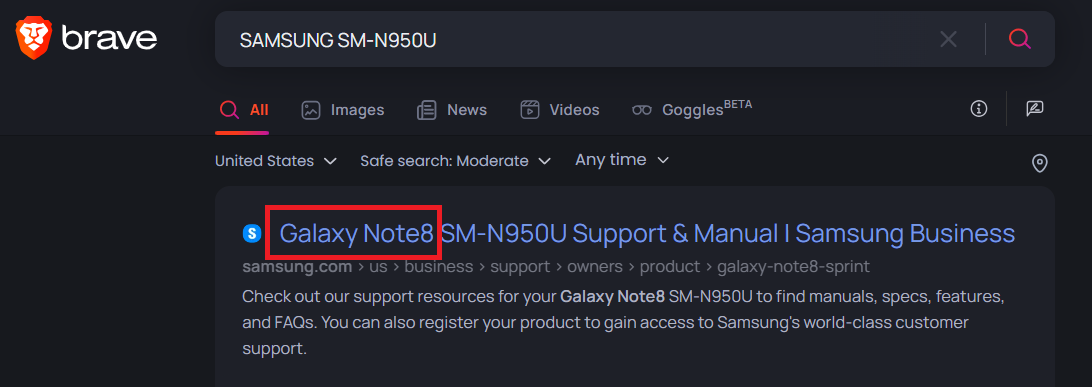 brave
SAMSUNG SM-N950U
All Images News Videos Goggles BETA
United States Safe search: Moderate Any time
S Galaxy Note8 SM-N950U Support & Manual | Samsung Business
samsung.com › us › business › support › owners › product › galaxy-note8-sprint
Check out our support resources for your Galaxy Note8 SM-N950U to find manuals, specs, features,
and FAQs. You can also register your product to gain access to Samsung's world-class customer
support.